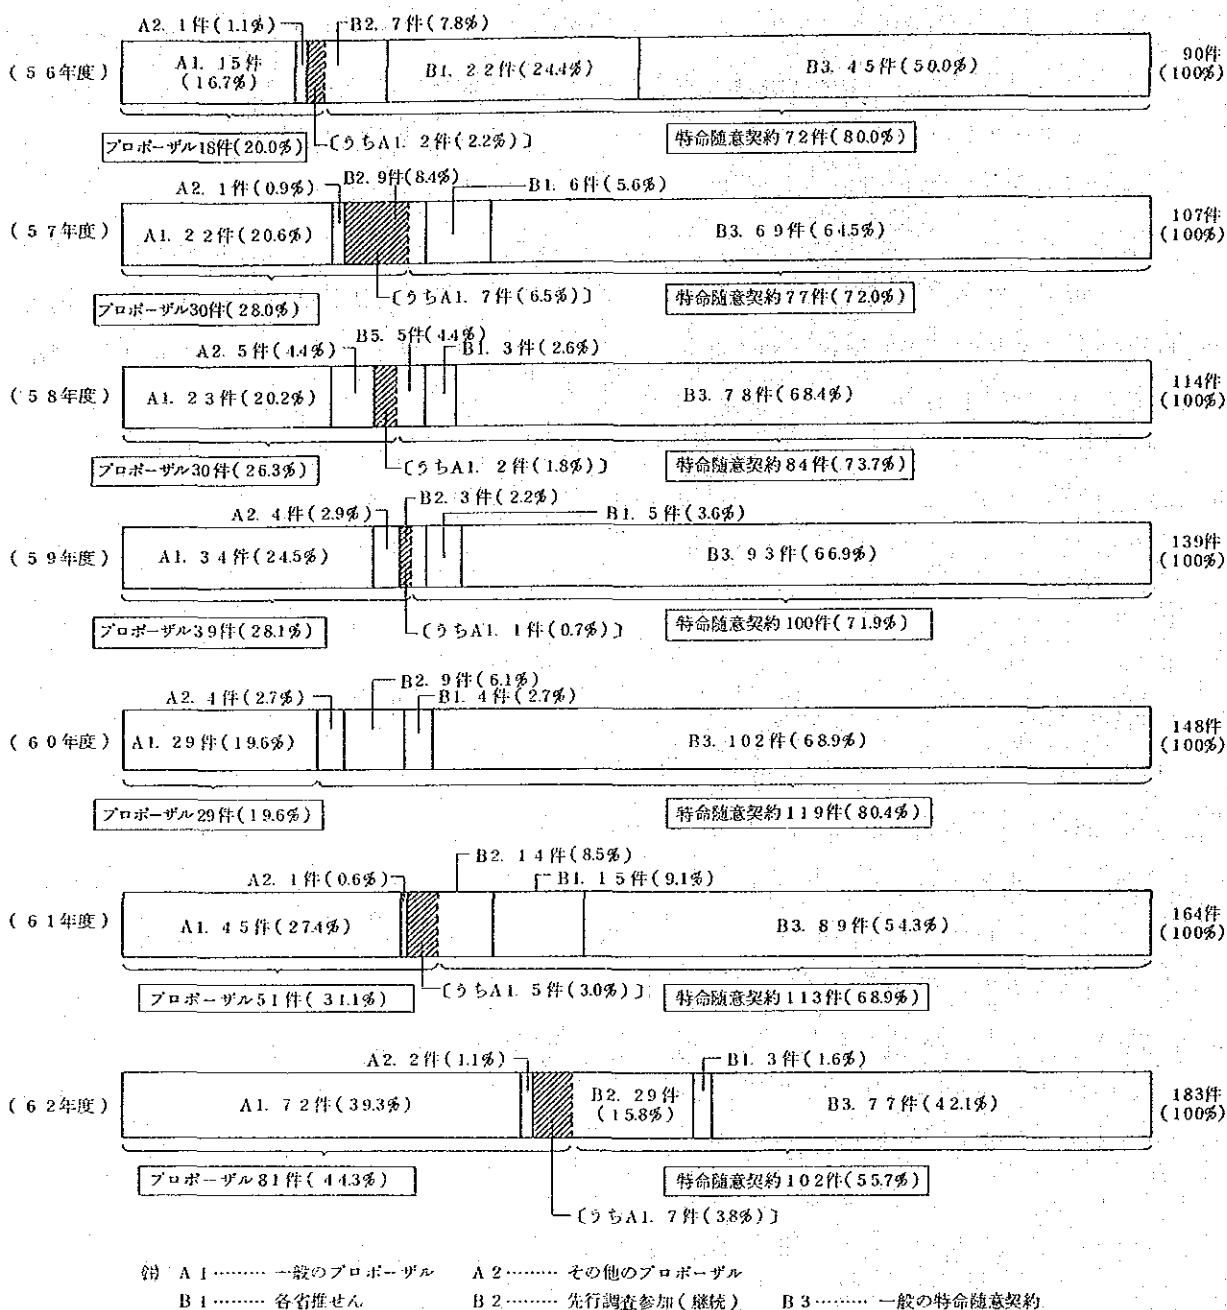 A2. 1件(1.1%)
B2. 7件(7.8%)
(56年度)
A1. 15件
(16.7%)
B1. 22件(24.4%)
B3. 45件(50.0%)
90件
(100%)
プロポーザル18件(20.0%)
〔うちA1. 2件(2.2%)〕
特命随意契約72件(80.0%)
A2. 1件(0.9%)
B2. 9件(8.4%)
B1. 6件(5.6%)
(57年度)
A1. 22件(20.6%)
B3. 69件(64.5%)
107件
(100%)
プロポーザル30件(28.0%)
〔うちA1. 7件(6.5%)〕
特命随意契約77件(72.0%)
A2. 5件(4.4%)
B5. 5件(4.4%)
B1. 3件(2.6%)
(58年度)
A1. 23件(20.2%)
B3. 78件(68.4%)
114件
(100%)
プロポーザル30件(26.3%)
〔うちA1. 2件(1.8%)〕
特命随意契約84件(73.7%)
A2. 4件(2.9%)
B2. 3件(2.2%)
B1. 5件(3.6%)
(59年度)
A1. 34件(24.5%)
B3. 93件(66.9%)
139件
(100%)
プロポーザル39件(28.1%)
〔うちA1. 1件(0.7%)〕
特命随意契約100件(71.9%)
A2. 4件(2.7%)
B2. 9件(6.1%)
B1. 4件(2.7%)
(60年度)
A1. 29件(19.6%)
B3. 102件(68.9%)
148件
(100%)
プロポーザル29件(19.6%)
特命随意契約119件(80.4%)
A2. 1件(0.6%)
B2. 14件(8.5%)
B1. 15件(9.1%)
(61年度)
A1. 45件(27.4%)
B3. 89件(54.3%)
164件
(100%)
プロポーザル51件(31.1%)
〔うちA1. 5件(3.0%)〕
特命随意契約113件(68.9%)
A2. 2件(1.1%)
B1. 3件(1.6%)
(62年度)
A1. 72件(39.3%)
B2. 29件
(15.8%)
B3. 77件(42.1%)
183件
(100%)
プロポーザル81件(44.3%)
特命随意契約102件(55.7%)
〔うちA1. 7件(3.8%)〕
㊟ A1……… 一般のプロポーザル A2……… その他のプロポーザル
B1……… 各省推せん B2……… 先行調査参加(継続) B3……… 一般の特命随意契約